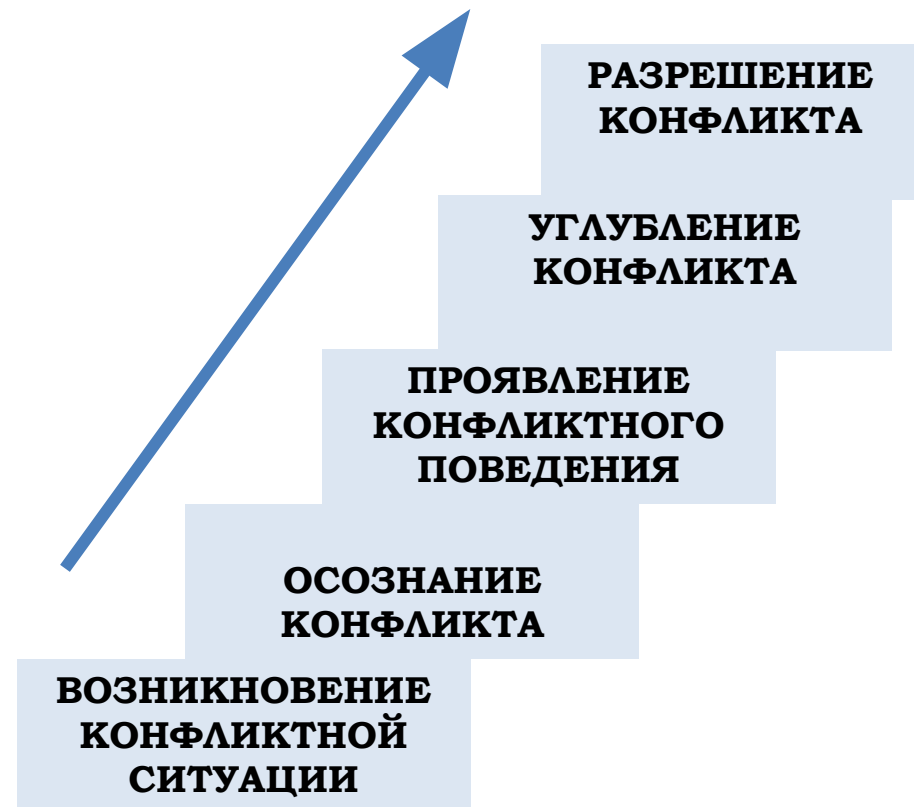 РАЗРЕШЕНИЕ
КОНФЛИКТА
УГЛУБЛЕНИЕ
КОНФЛИКТА
ПРОЯВЛЕНИЕ
КОНФЛИКТНОГО
ПОВЕДЕНИЯ
ОСОЗНАНИЕ
КОНФЛИКТА
ВОЗНИКНОВЕНИЕ
КОНФЛИКТНОЙ
СИТУАЦИИ